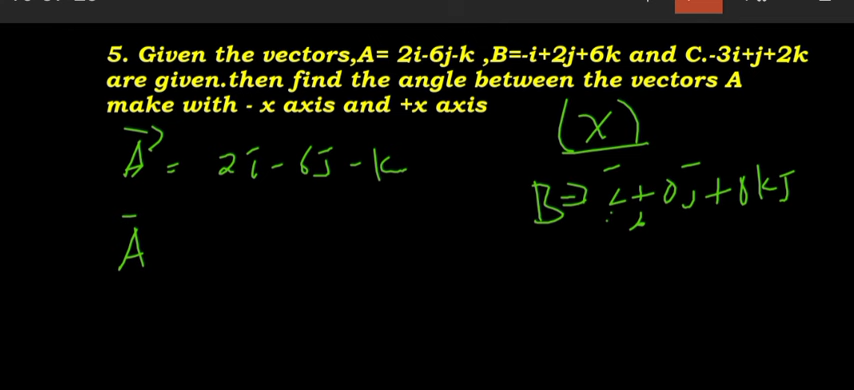 5. Given the vectors,A= 2i-6j-k ,B=-i+2j+6k and C.-3i+j+2k
are given.then find the angle between the vectors A
make with - x axis and +x axis
(x)
A = 2i - 6j - k
B ⇒ i + 0j + 0k
A